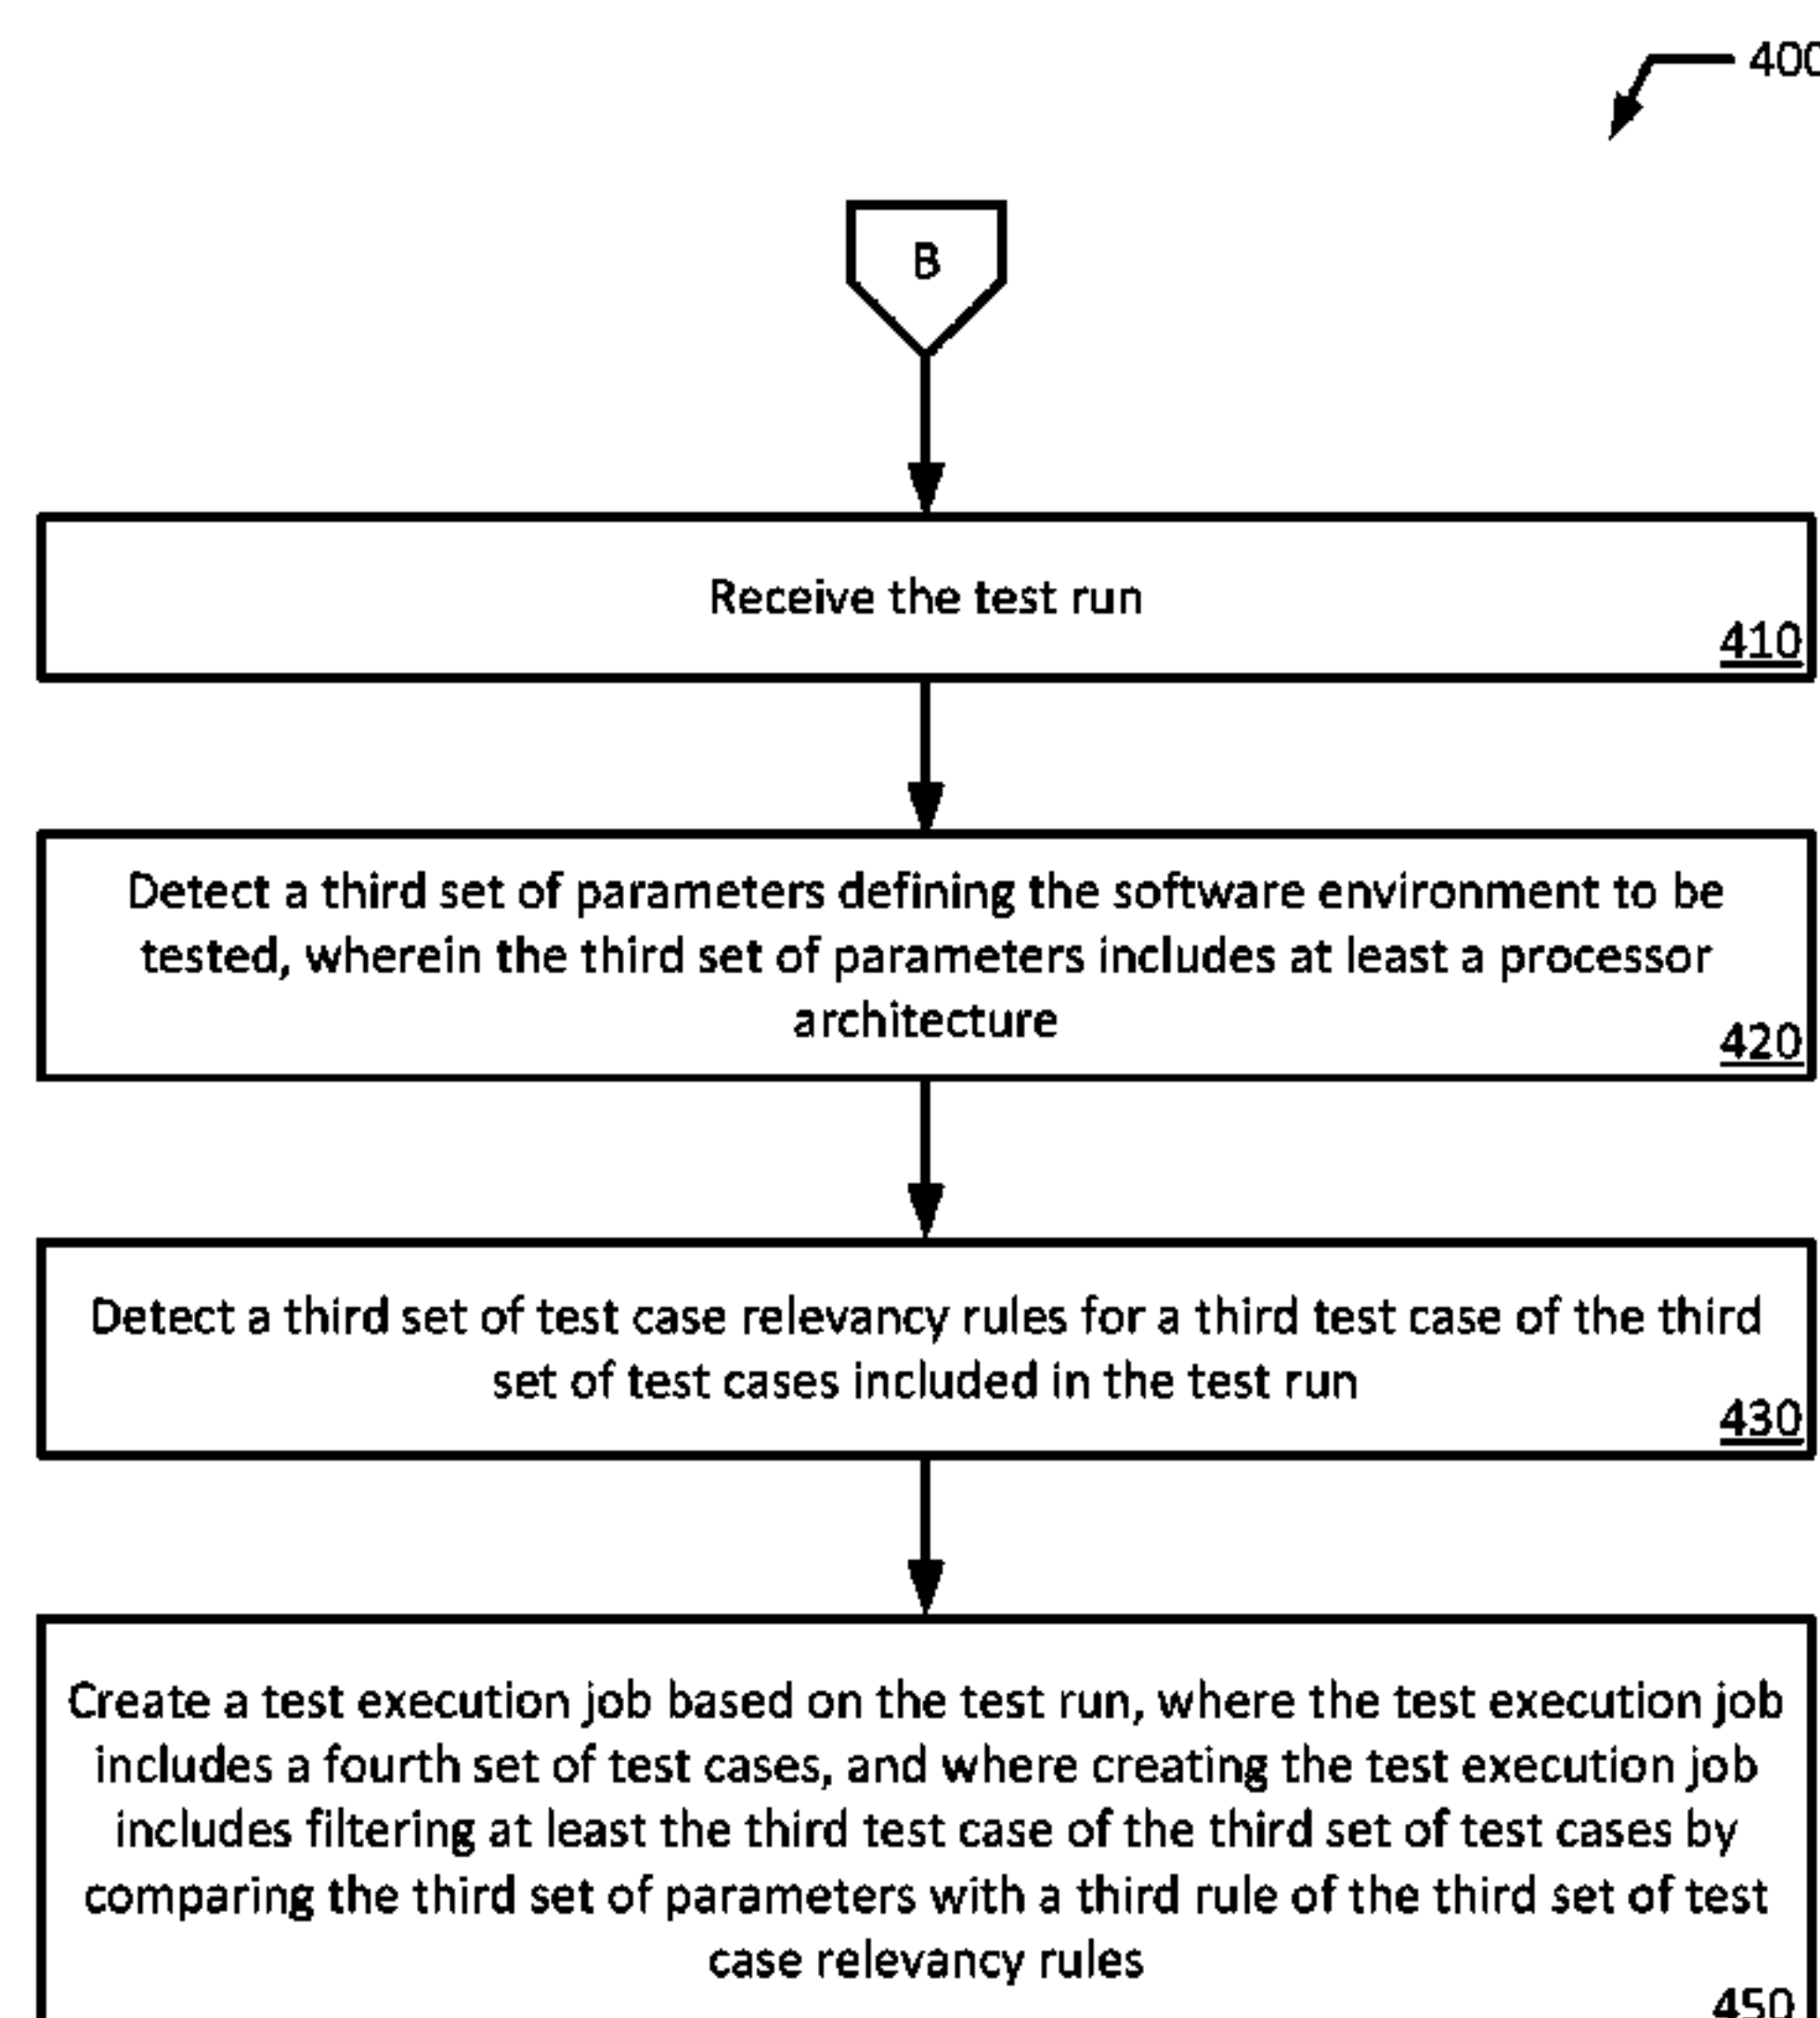 400
B
Receive the test run
410
Detect a third set of parameters defining the software environment to be
tested, wherein the third set of parameters includes at least a processor
architecture
420
Detect a third set of test case relevancy rules for a third test case of the third
set of test cases included in the test run
430
Create a test execution job based on the test run, where the test execution job
includes a fourth set of test cases, and where creating the test execution job
includes filtering at least the third test case of the third set of test cases by
comparing the third set of parameters with a third rule of the third set of test
case relevancy rules
450